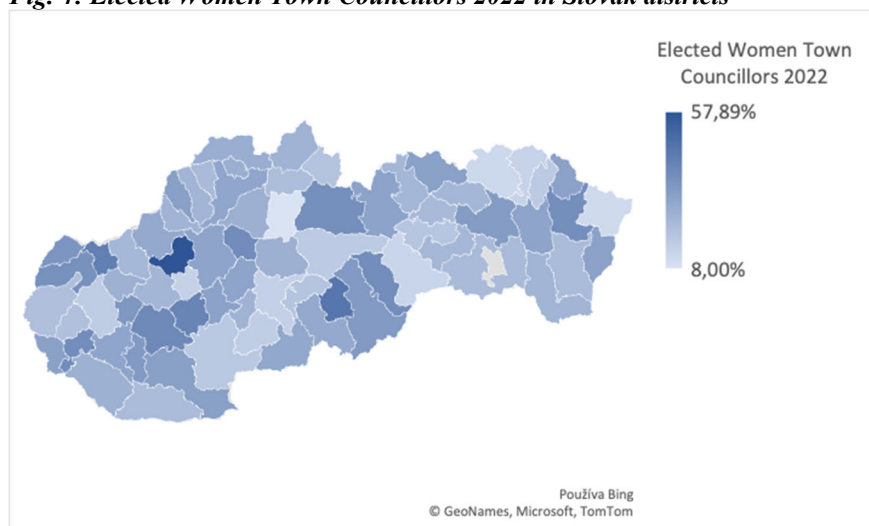 Fig. 4: Elected Women Town Councillors 2022 in Slovak districts
Elected Women Town
Councillors 2022
57,89%
8,00%
Používa Bing
© GeoNames, Microsoft, TomTom